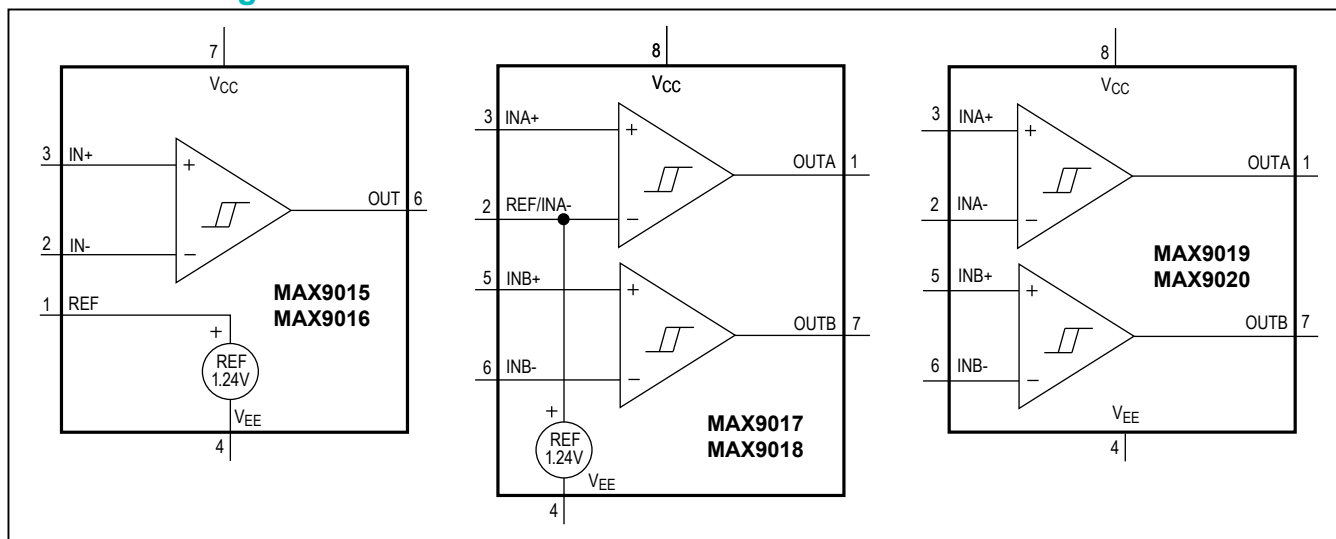 g
7
VCC
3 IN+
+
OUT 6
2 IN-
−
MAX9015
MAX9016
1 REF
+
REF
1.24V
VEE
4
8
VCC
3 INA+
+
OUTA 1
2 REF/INA-
−
5 INB+
+
OUTB 7
6 INB-
−
+
REF
1.24V
MAX9017
MAX9018
VEE
4
8
VCC
3 INA+
+
OUTA 1
2 INA-
−
MAX9019
MAX9020
5 INB+
+
OUTB 7
6 INB-
−
VEE
4